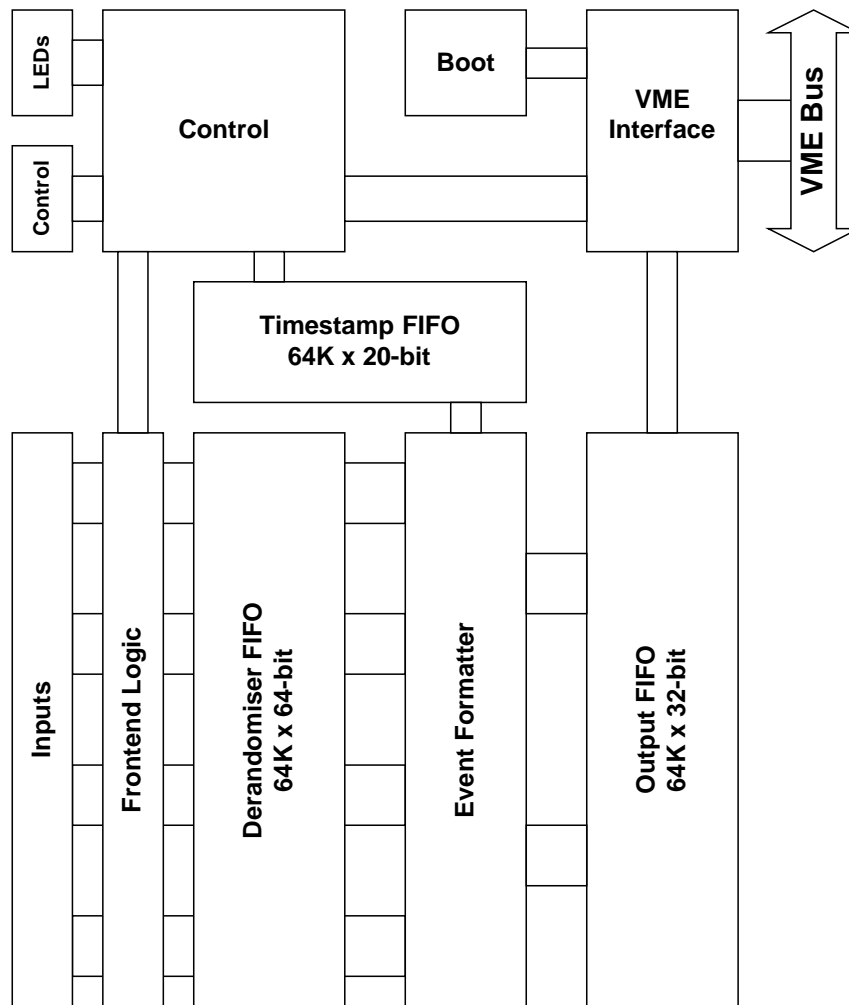 LEDs
Control
Boot
VME
Interface
VME Bus
Control
Timestamp FIFO
64K x 20-bit
Inputs
Frontend Logic
Derandomiser FIFO
64K x 64-bit
Event Formatter
Output FIFO
64K x 32-bit